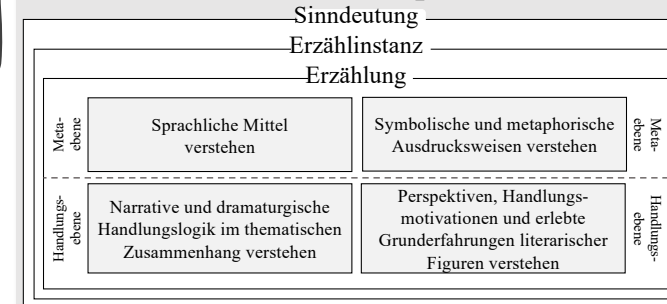 Sinndeutung
Erzählinstanz
Erzählung
Meta-
ebene
Sprachliche Mittel
verstehen
Symbolische und metaphorische
Ausdrucksweisen verstehen
Meta-
ebene
Handlungs-
ebene
Narrative und dramaturgische
Handlungslogik im thematischen
Zusammenhang verstehen
Perspektiven, Handlungs-
motivationen und erlebte
Grunderfahrungen literarischer
Figuren verstehen
Handlungs-
ebene